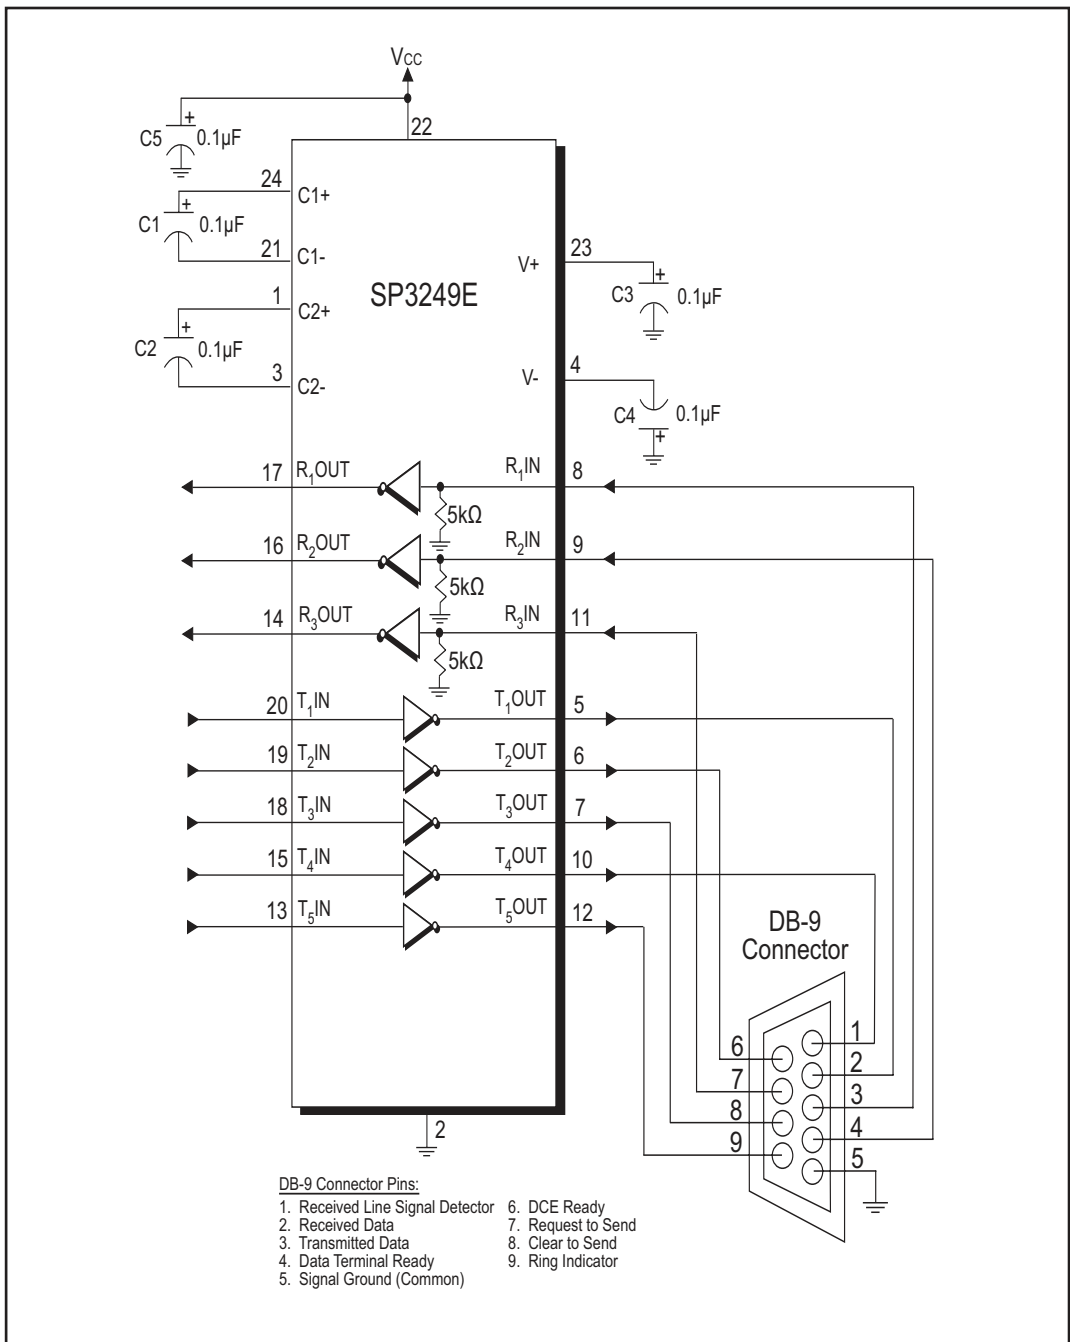 VCC
22
C5
+
0.1µF
24
C1+
C1
+
0.1µF
21
C1-
1
C2+
C2
+
0.1µF
3
C2-
SP3249E
V+
23
+
C3
0.1µF
V-
4
C4
0.1µF
+
17 R1OUT R1IN 8
5kΩ
16 R2OUT R2IN 9
5kΩ
14 R3OUT R3IN 11
5kΩ
20 T1IN T1OUT 5
19 T2IN T2OUT 6
18 T3IN T3OUT 7
15 T4IN T4OUT 10
13 T5IN T5OUT 12
DB-9
Connector
6
7
8
9
1
2
3
4
5
2
DB-9 Connector Pins:
1. Received Line Signal Detector
2. Received Data
3. Transmitted Data
4. Data Terminal Ready
5. Signal Ground (Common)
6. DCE Ready
7. Request to Send
8. Clear to Send
9. Ring Indicator